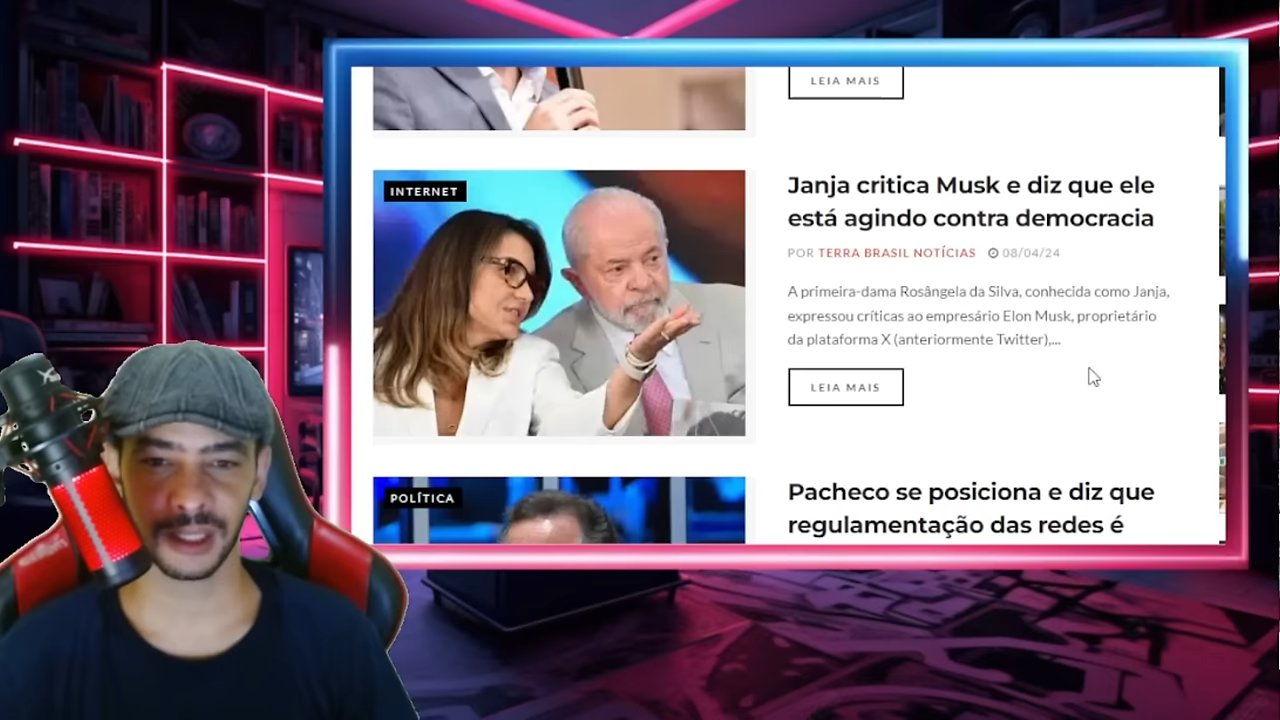 LEIA MAIS
INTERNET
Janja critica Musk e diz que ele
está agindo contra democracia
POR TERRA BRASIL NOTÍCIAS 08/04/24
A primeira-dama Rosângela da Silva, conhecida como Janja,
expressou críticas ao empresário Elon Musk, proprietário
da plataforma X (anteriormente Twitter),...
LEIA MAIS
POLÍTICA
Pacheco se posiciona e diz que
regulamentação das redes é